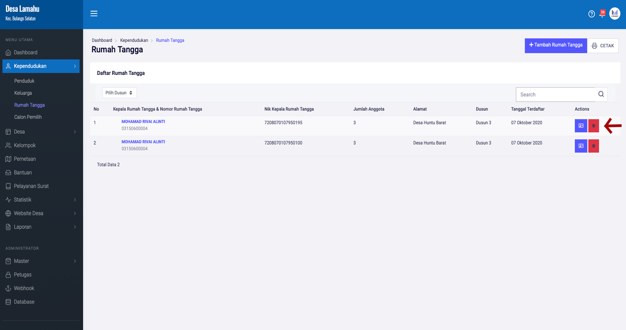 Desa Lamahu
Kec. Bulango Selatan
MENU UTAMA
Dashboard
Kependudukan
Penduduk
Keluarga
Rumah Tangga
Calon Pemilih
Desa
Kelompok
Pemetaan
Bantuan
Pelayanan Surat
Statistik
Website Desa
Laporan
ADMINISTRATOR
Master
Petugas
Webhook
Database
Dashboard > Kependudukan > Rumah Tangga
Rumah Tangga
+ Tambah Rumah Tangga
CETAK
Daftar Rumah Tangga
Pilih Dusun
Search
No Kepala Rumah Tangga & Nomor Rumah Tangga Nik Kepala Rumah Tangga Jumlah Anggota Alamat Dusun Tanggal Terdaftar Actions
1 MOHAMAD RIVAI ALINTI 7208070107950193 3 Desa Huntu Barat Dusun 3 07 Oktober 2020
03150600004
2 MOHAMAD RIVAI ALINTI 7208070107950100 3 Desa Huntu Barat Dusun 3 07 Oktober 2020
03150600004
Total Data 2